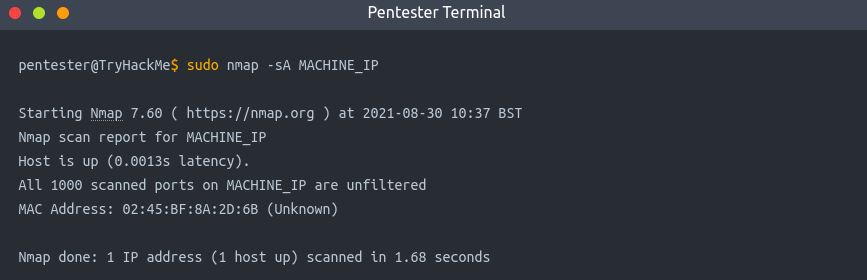 Pentester Terminal
pentester@TryHackMe$ sudo nmap -sA MACHINE_IP
Starting Nmap 7.60 ( https://nmap.org ) at 2021-08-30 10:37 BST
Nmap scan report for MACHINE_IP
Host is up (0.0013s latency).
All 1000 scanned ports on MACHINE_IP are unfiltered
MAC Address: 02:45:BF:8A:2D:6B (Unknown)
Nmap done: 1 IP address (1 host up) scanned in 1.68 seconds